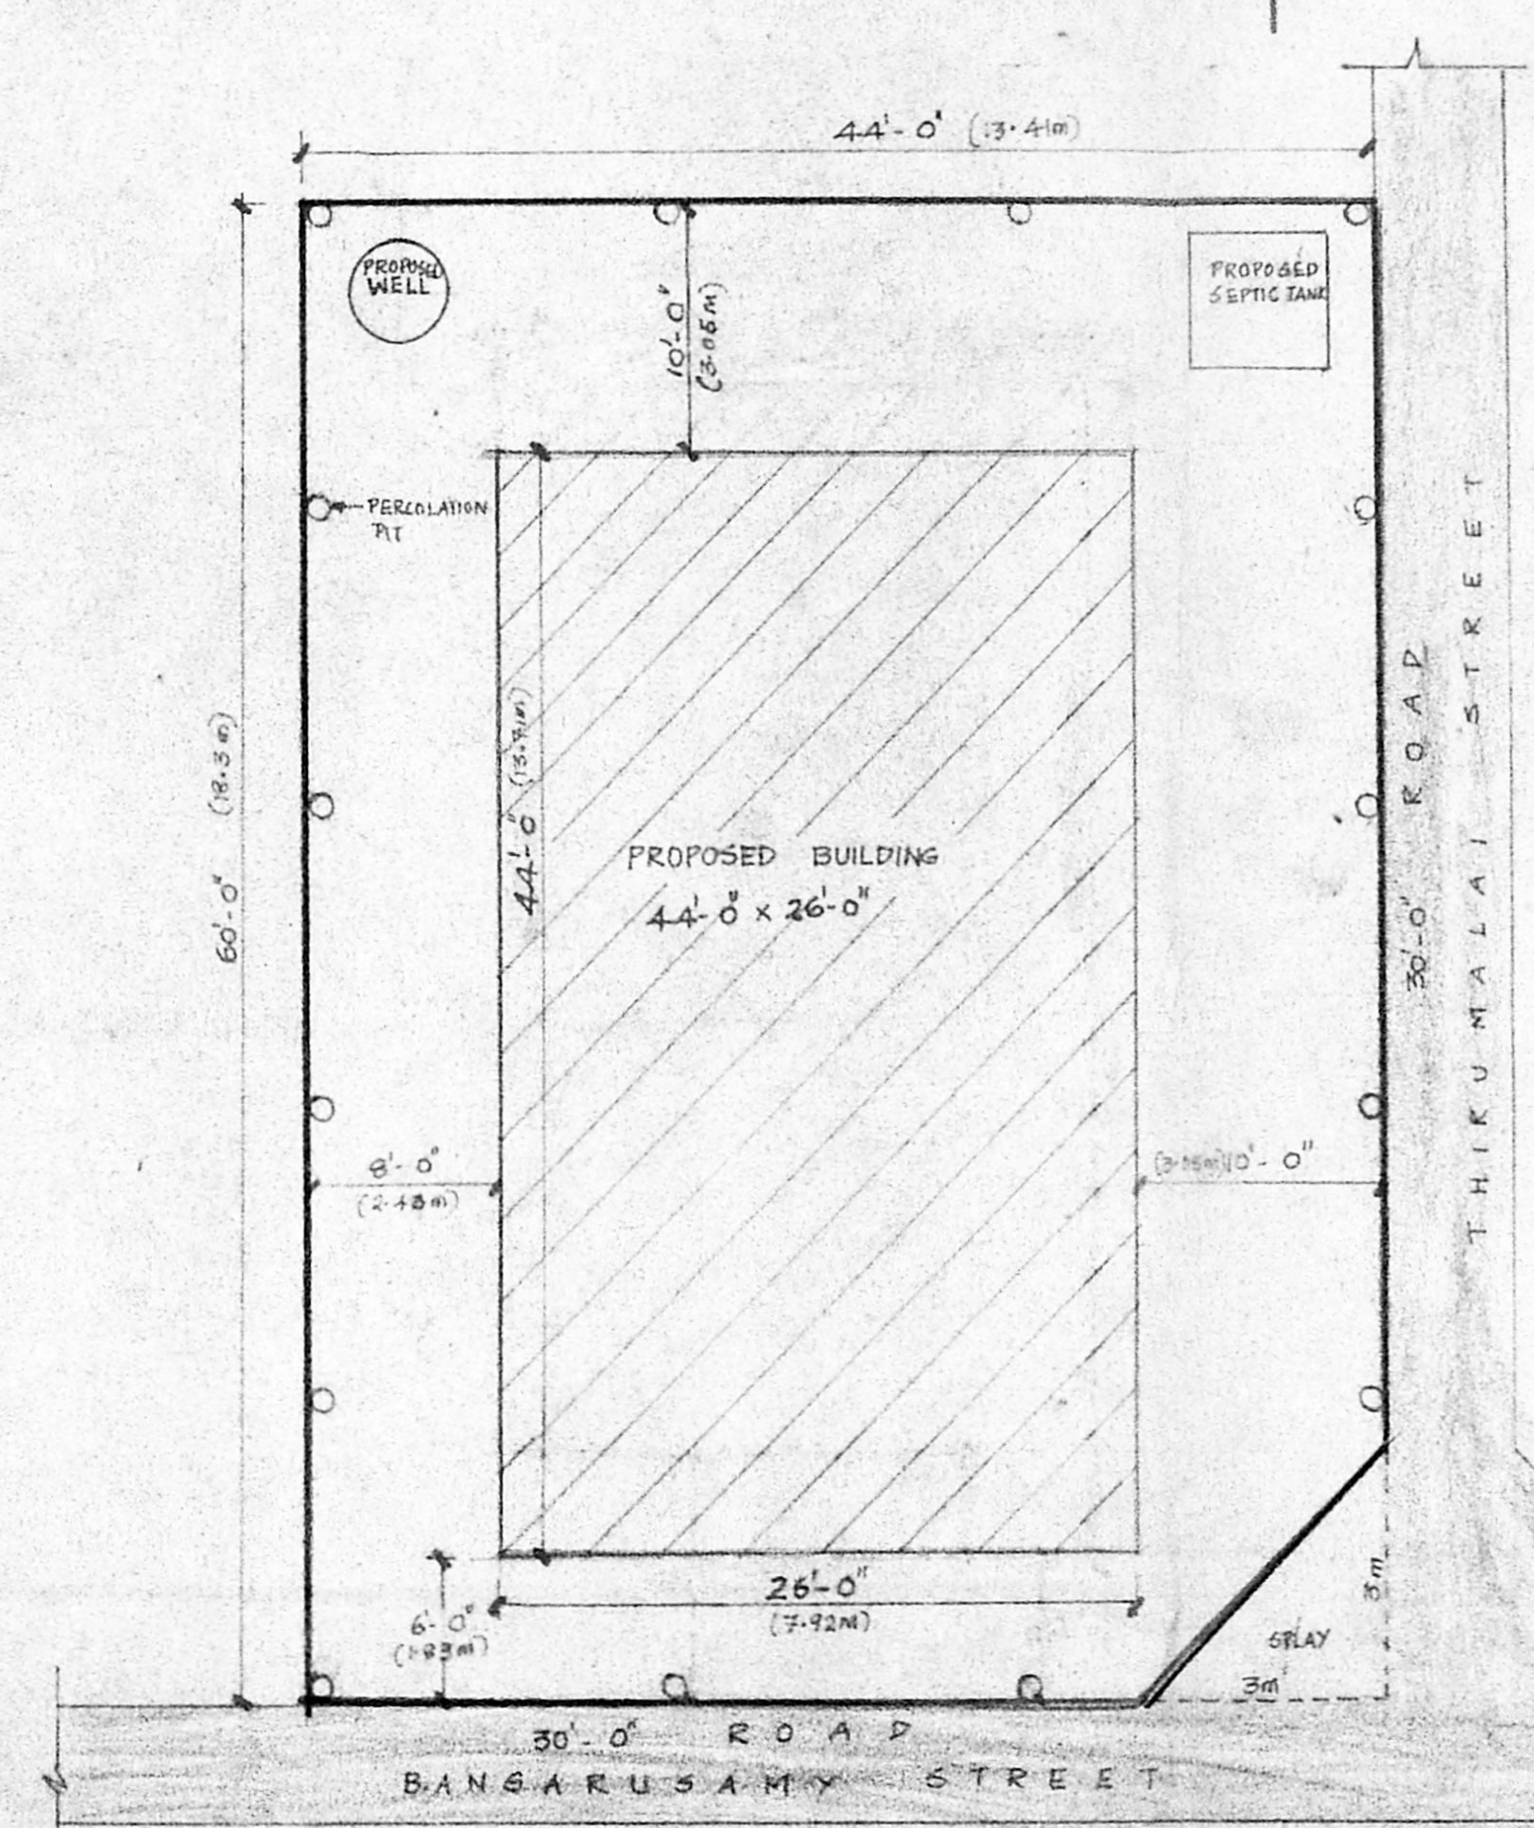 44'-0" (13.41m)
PROPOSED
WELL
10'-0"
(3.05m)
PROPOSED
SEPTIC TANK
PERCOLATION
PIT
60'-0" (18.3m)
44'-0"
PROPOSED BUILDING
44'-0" x 26'-0"
30'-0" ROAD
THIRUMALAI STREET
8'-0"
(2.43m)
(3.05m) 10'-0"
26'-0"
(7.92m)
6'-0"
(1.83m)
3m
SPLAY
3m
30'-0" ROAD
BANGARUSAMY STREET